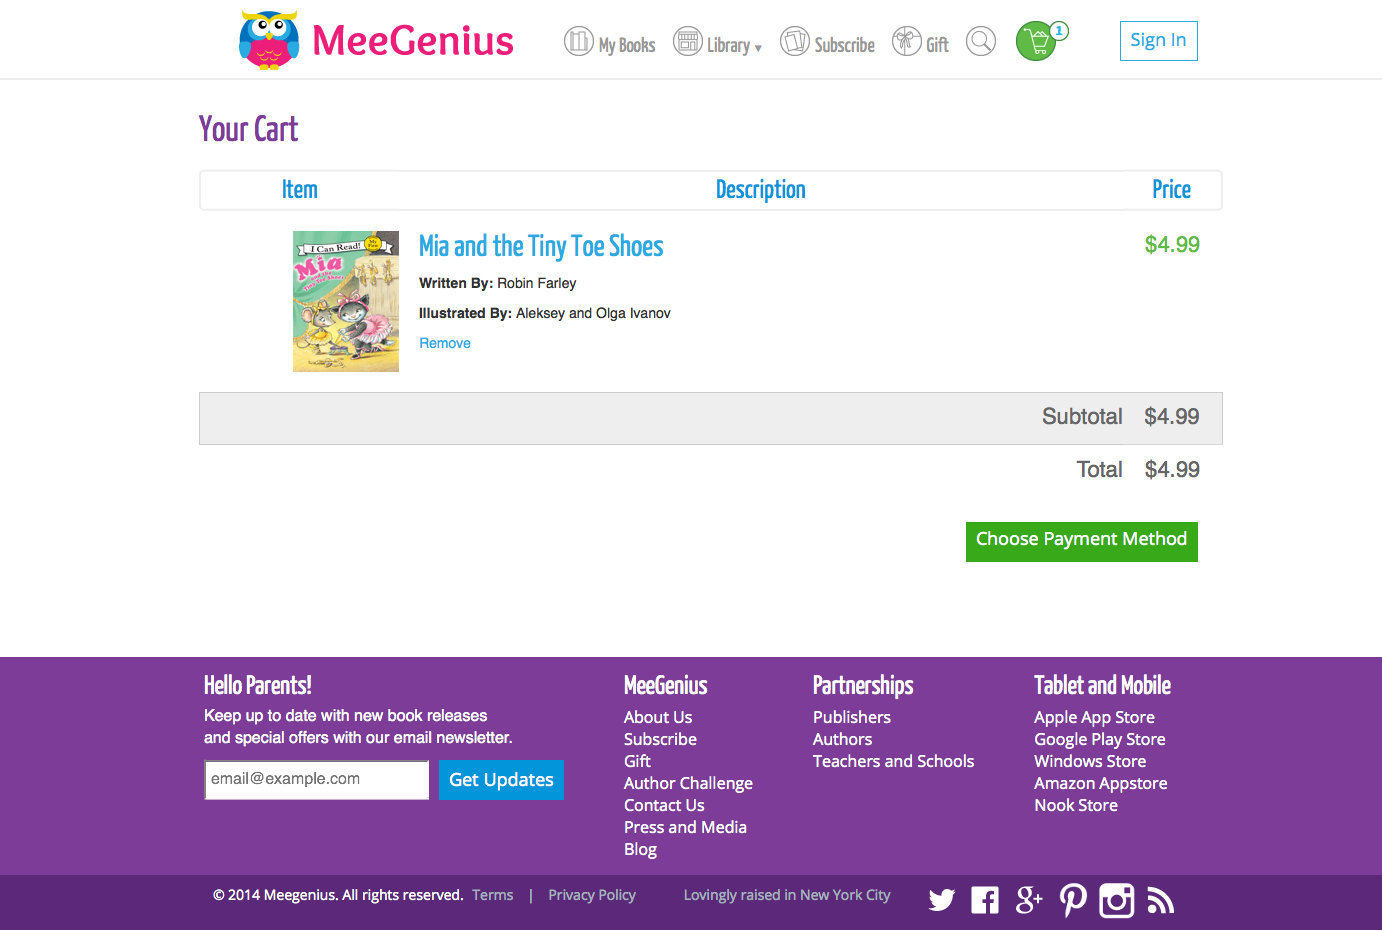 MeeGenius
My Books
Library ▾
Subscribe
Gift
1
Sign In
Your Cart
Item
Description
Price
I Can Read!
My First
Mia
and the
Tiny Toe Shoes
Mia and the Tiny Toe Shoes
$4.99
Written By: Robin Farley
Illustrated By: Aleksey and Olga Ivanov
Remove
Subtotal $4.99
Total $4.99
Choose Payment Method
Hello Parents!
Keep up to date with new book releases
and special offers with our email newsletter.
email@example.com
Get Updates
MeeGenius
About Us
Subscribe
Gift
Author Challenge
Contact Us
Press and Media
Blog
Partnerships
Publishers
Authors
Teachers and Schools
Tablet and Mobile
Apple App Store
Google Play Store
Windows Store
Amazon Appstore
Nook Store
© 2014 Meegenius. All rights reserved. Terms | Privacy Policy Lovingly raised in New York City